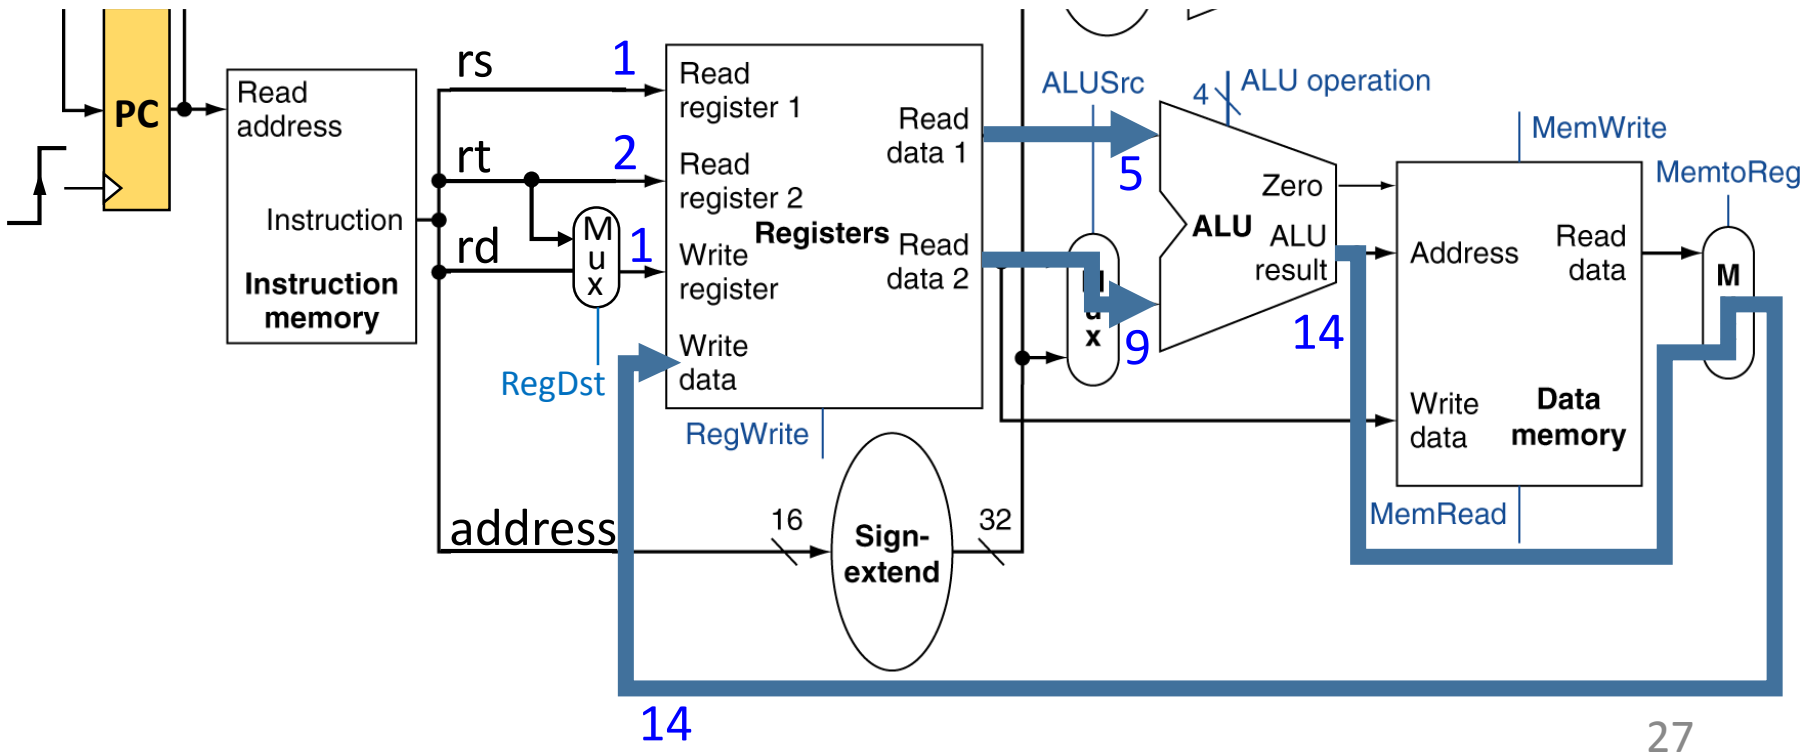 PC
Read
address
Instruction
Instruction
memory
rs
1
rt
2
rd
M
u
x
1
RegDst
address
16
Sign-
extend
32
Read
register 1
Read
register 2
Registers
Write
register
Write
data
Read
data 1
Read
data 2
RegWrite
14
ALUSrc
5
M
u
x
9
4
ALU operation
Zero
ALU
ALU
result
14
MemWrite
Address
Read
data
Write
data
Data
memory
MemRead
MemtoReg
M
27